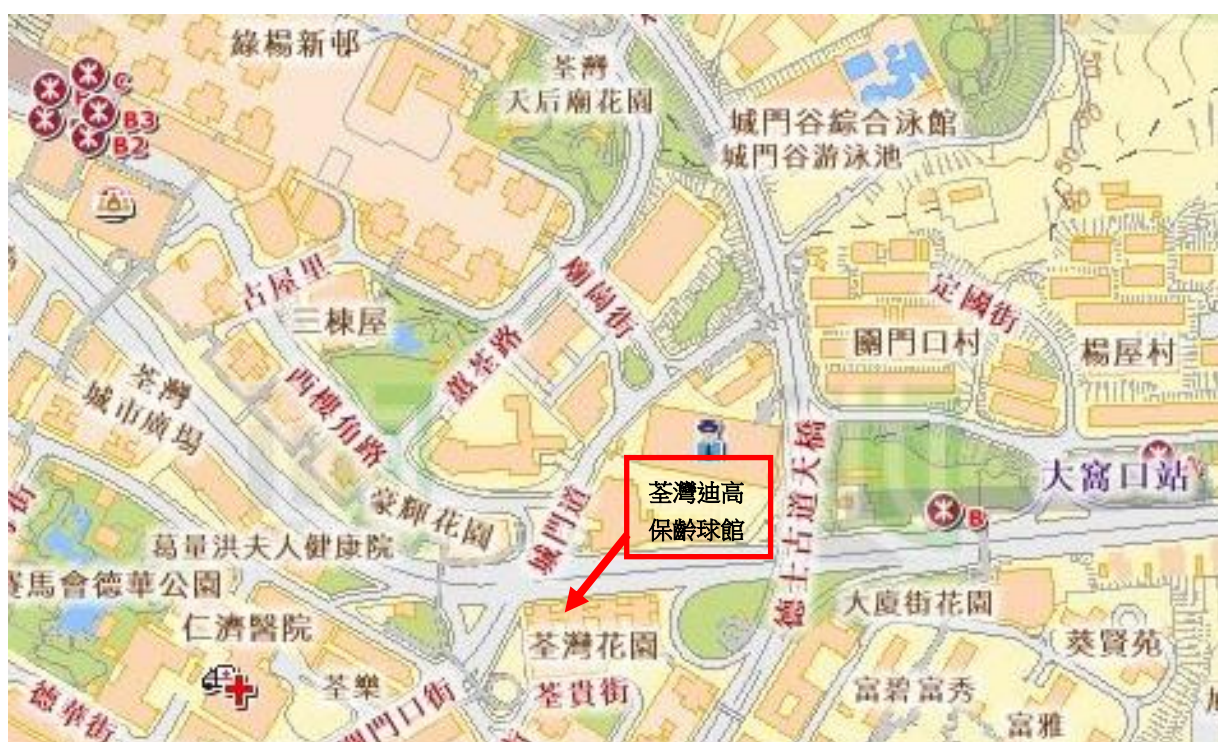 綠楊新邨
荃灣
天后廟花園
城門谷綜合泳館
城門谷游泳池
C
B3
B2
古屋里
三棟屋
蕙荃路
西樓角路
定國街
關門口村
楊屋村
荃灣
城市廣場
大窩口站
荃灣迪高
保齡球館
豪輝花園
城門道
德士古道天橋
B
葛量洪夫人健康院
賽馬會德華公園
仁濟醫院
荃灣花園
大廈街花園
葵賢苑
荃樂
荃貴街
富碧
富秀
富雅
德華街
關門口街
50